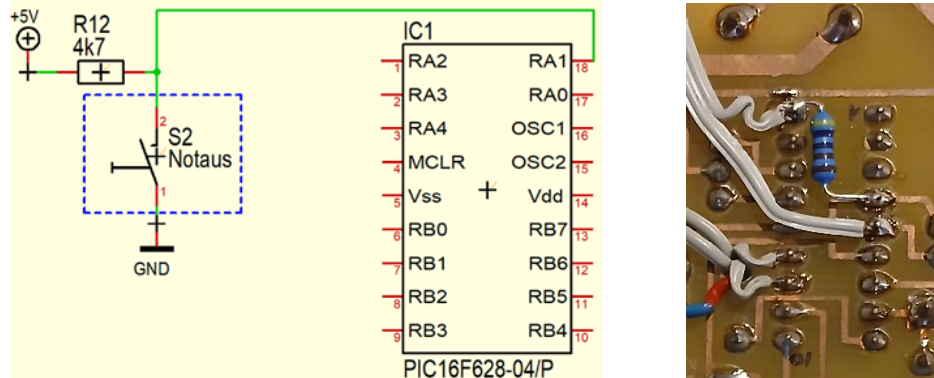 +5V
R12
4k7
2
S2
Notaus
1
GND
IC1
1 RA2 RA1 18
2 RA3 RA0 17
3 RA4 OSC1 16
4 MCLR OSC2 15
5 Vss Vdd 14
6 RB0 RB7 13
7 RB1 RB6 12
8 RB2 RB5 11
9 RB3 RB4 10
PIC16F628-04/P